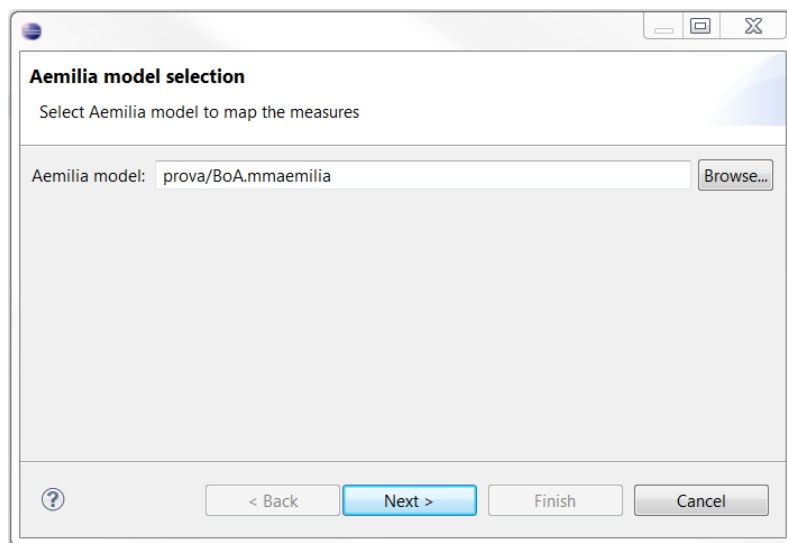 Aemilia model selection
Select Aemilia model to map the measures
Aemilia model: prova/BoA.mmaemilia Browse...
? < Back Next > Finish Cancel